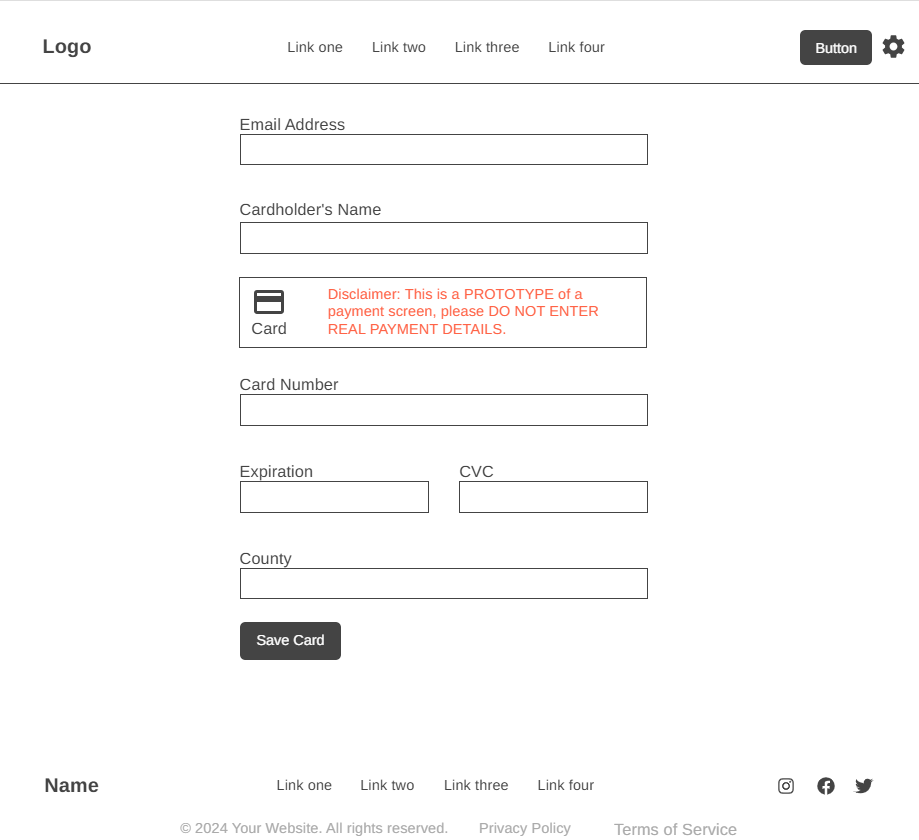 Logo
Link one Link two Link three Link four
Button
Email Address
Cardholder's Name
Disclaimer: This is a PROTOTYPE of a
payment screen, please DO NOT ENTER
REAL PAYMENT DETAILS.
Card
Card Number
Expiration CVC
County
Save Card
Name
Link one Link two Link three Link four
© 2024 Your Website. All rights reserved. Privacy Policy Terms of Service